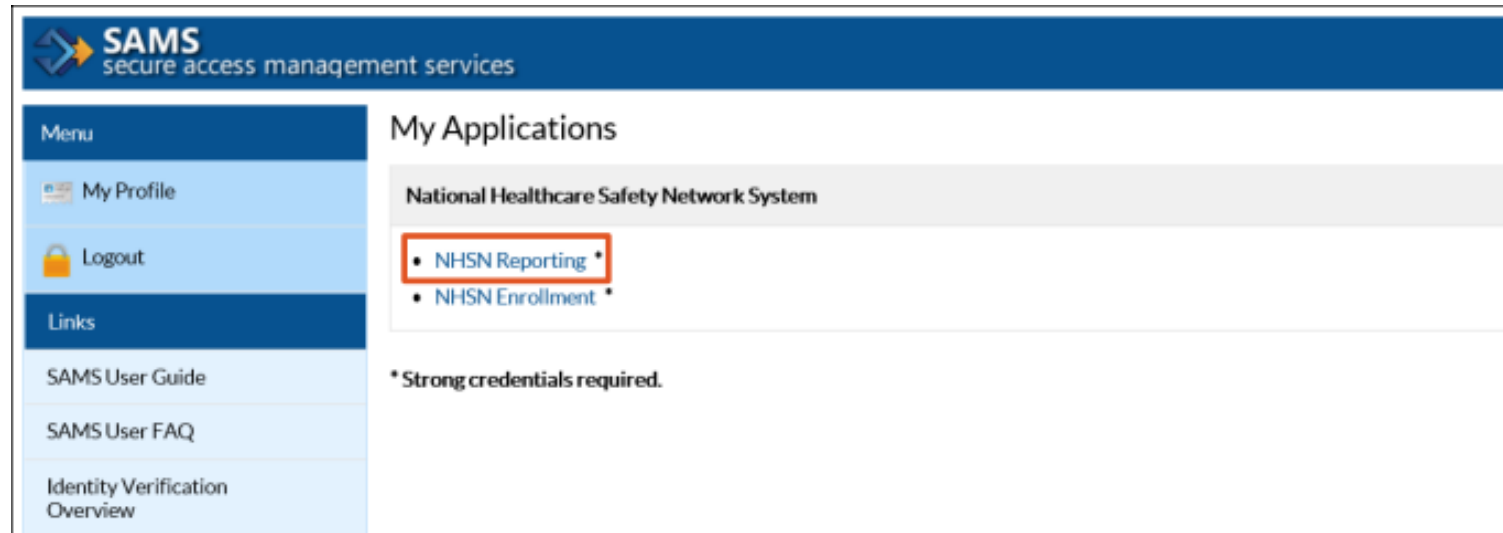 SAMS
secure access management services
Menu
My Profile
Logout
Links
SAMS User Guide
SAMS User FAQ
Identity Verification
Overview
My Applications
National Healthcare Safety Network System
• NHSN Reporting *
• NHSN Enrollment *
* Strong credentials required.